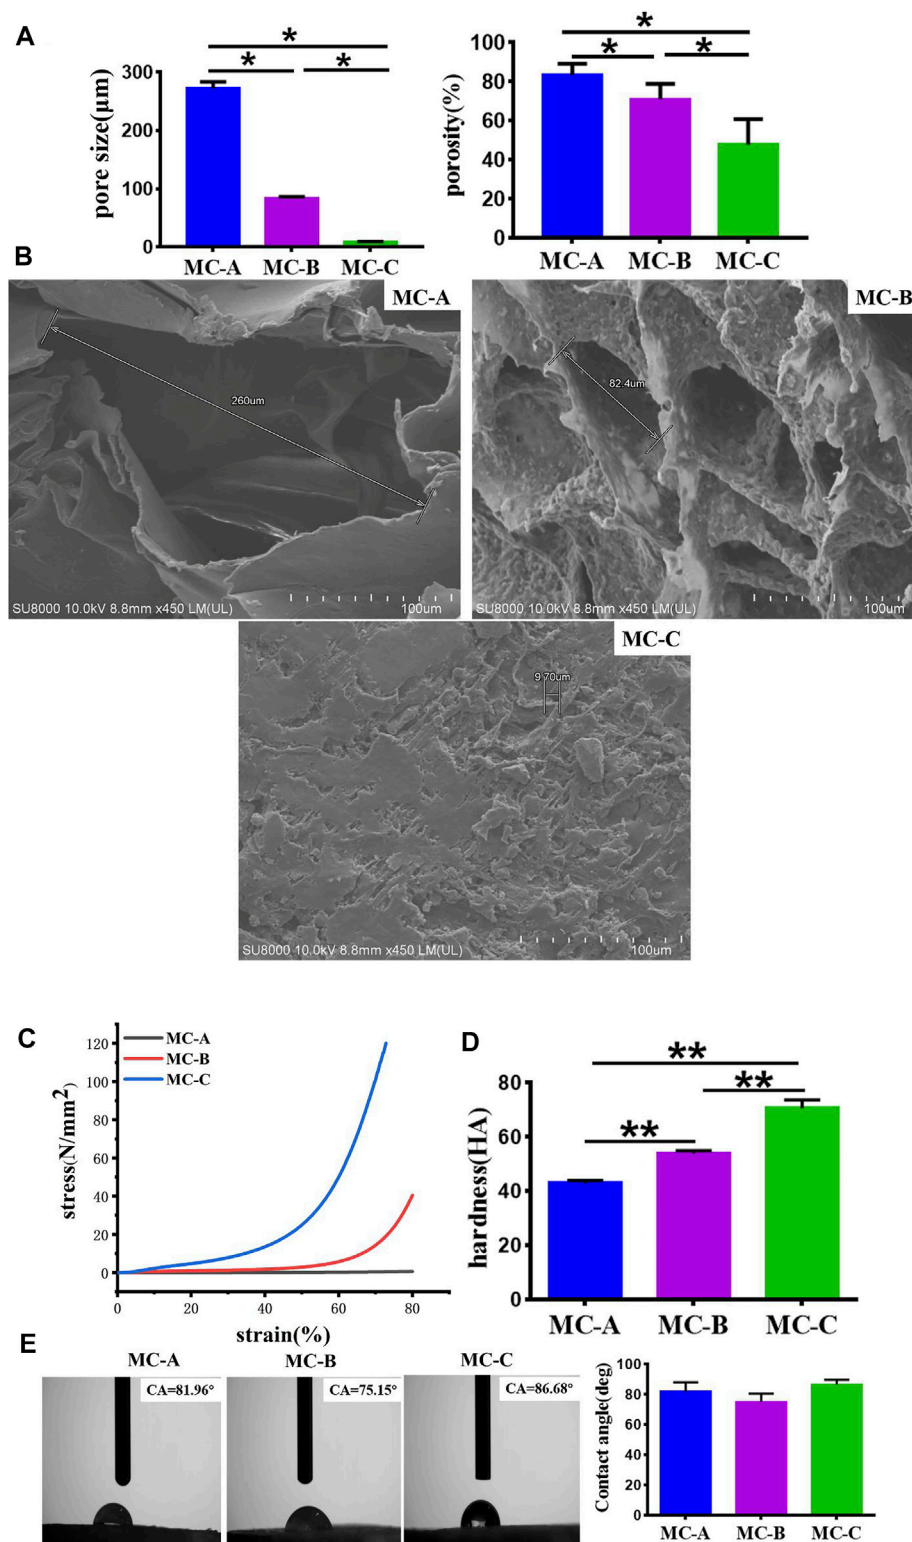 A
*
* *
pore size(μm)
300
200
100
0
MC-A MC-B MC-C
*
* *
porosity(%)
100
80
60
40
20
0
MC-A MC-B MC-C
B
MC-A
260um
SU8000 10.0kV 8.8mm x450 LM(UL)
100um
MC-B
82.4um
SU8000 10.0kV 8.8mm x450 LM(UL)
100um
MC-C
9.70um
SU8000 10.0kV 8.8mm x450 LM(UL)
100um
C
MC-A
MC-B
MC-C
stress(N/mm²)
120
100
80
60
40
20
0
0 20 40 60 80
strain(%)
D
**
**
**
hardness(HA)
80
60
40
20
0
MC-A MC-B MC-C
E
MC-A MC-B MC-C
CA=81.96° CA=75.15° CA=86.68°
Contact angle(deg)
100
80
60
40
20
0
MC-A MC-B MC-C